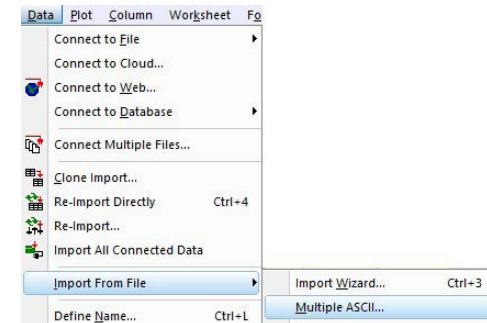 Data Plot Column Worksheet Fo
Connect to File
Connect to Cloud...
Connect to Web...
Connect to Database
Connect Multiple Files...
Clone Import...
Re-Import Directly Ctrl+4
Re-Import...
Import All Connected Data
Import From File
Import Wizard... Ctrl+3
Multiple ASCII...
Define Name... Ctrl+L